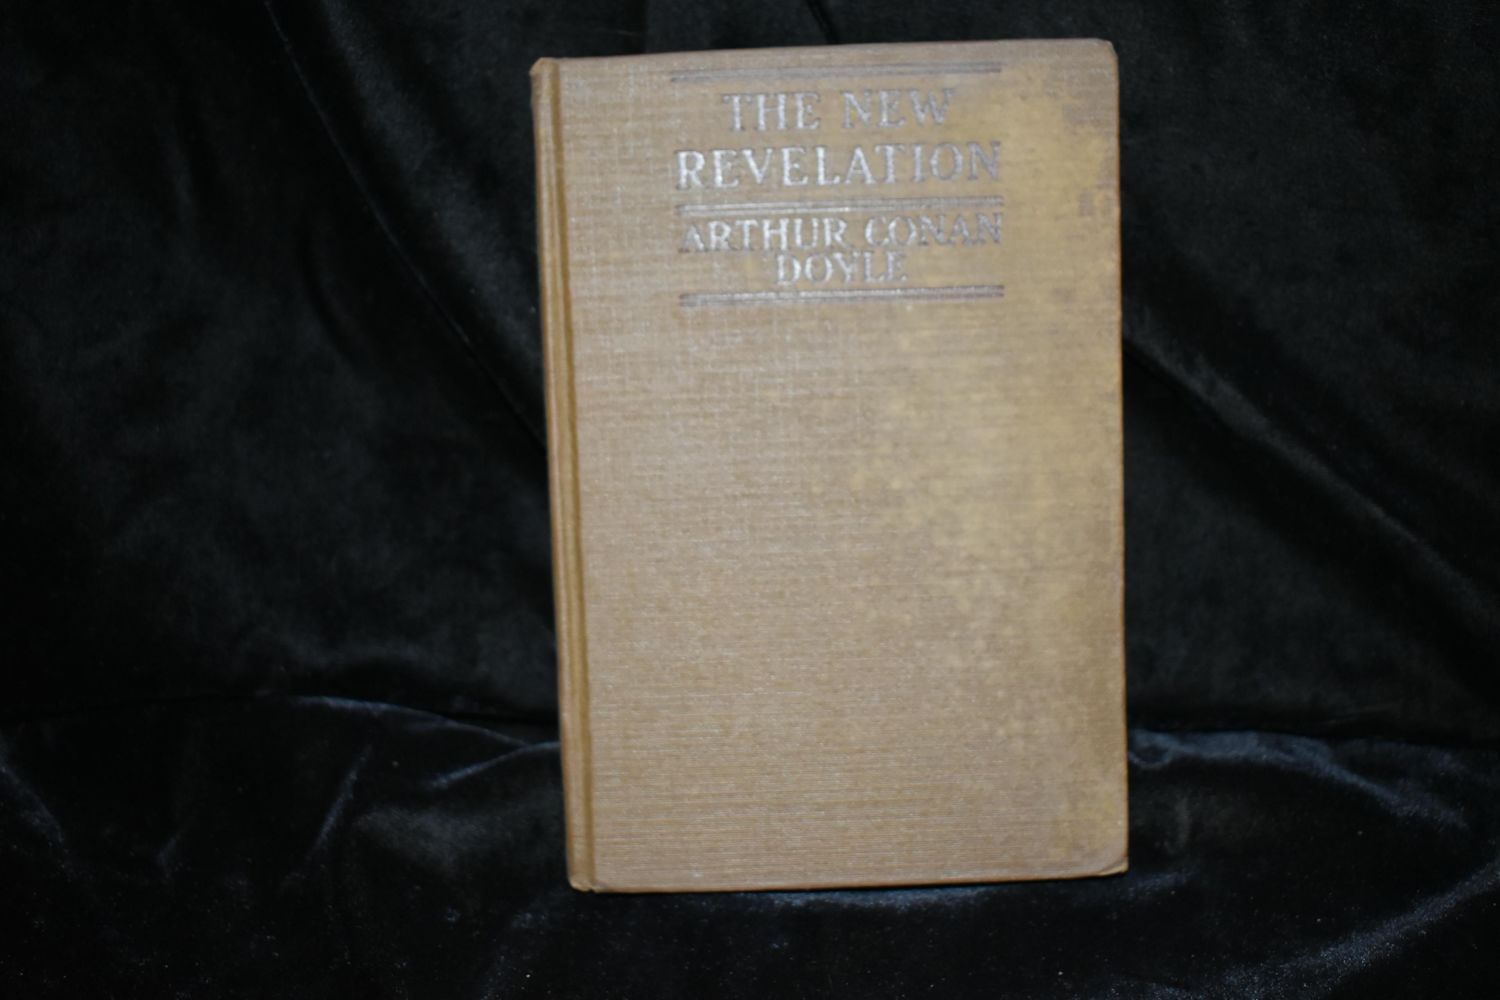 THE NEW
REVELATION
ARTHUR CONAN
DOYLE